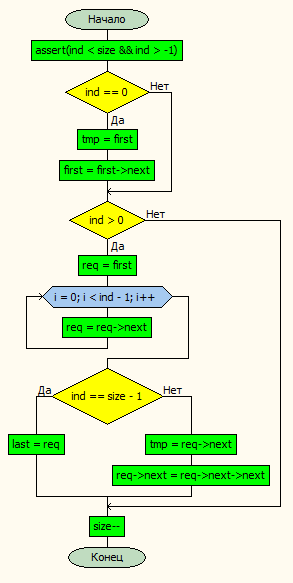 Начало
assert(ind < size && ind > -1)
ind == 0
Нет
Да
tmp = first
first = first->next
ind > 0
Нет
Да
req = first
i = 0; i < ind - 1; i++
req = req->next
ind == size - 1
Да
Нет
last = req
tmp = req->next
req->next = req->next->next
size--
Конец